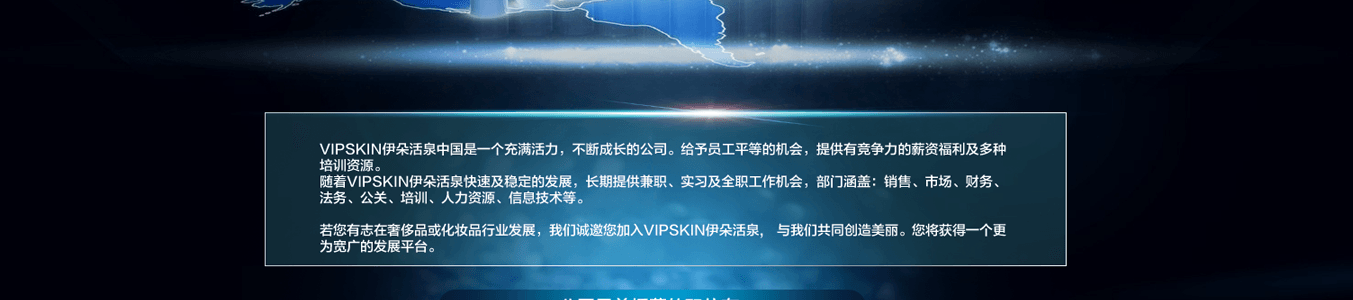 VIPSKIN伊朵活泉中国是一个充满活力，不断成长的公司。给予员工平等的机会，提供有竞争力的薪资福利及多种
培训资源。
随着VIPSKIN伊朵活泉快速及稳定的发展，长期提供兼职、实习及全职工作机会，部门涵盖：销售、市场、财务、
法务、公关、培训、人力资源、信息技术等。
若您有志在奢侈品或化妆品行业发展，我们诚邀您加入VIPSKIN伊朵活泉， 与我们共同创造美丽。您将获得一个更
为宽广的发展平台。